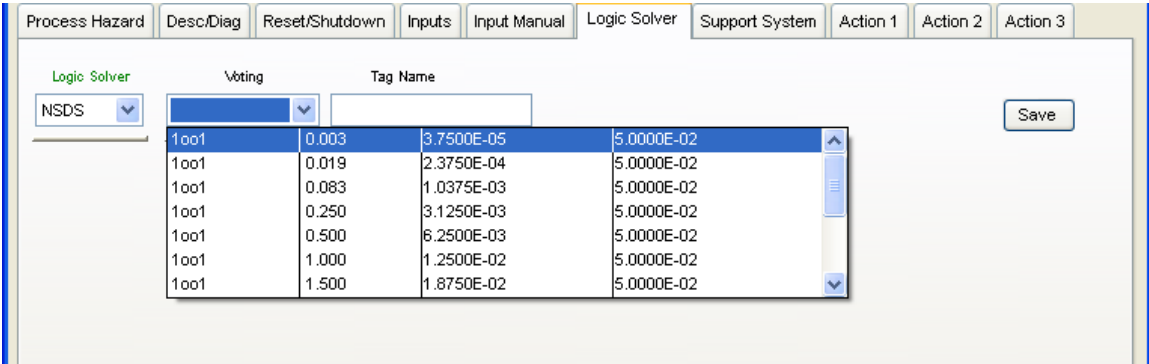 Process Hazard Desc/Diag Reset/Shutdown Inputs Input Manual Logic Solver Support System Action 1 Action 2 Action 3
Logic Solver Voting Tag Name
NSDS Save
1oo1 0.003 3.7500E-05 5.0000E-02
1oo1 0.019 2.3750E-04 5.0000E-02
1oo1 0.083 1.0375E-03 5.0000E-02
1oo1 0.250 3.1250E-03 5.0000E-02
1oo1 0.500 6.2500E-03 5.0000E-02
1oo1 1.000 1.2500E-02 5.0000E-02
1oo1 1.500 1.8750E-02 5.0000E-02